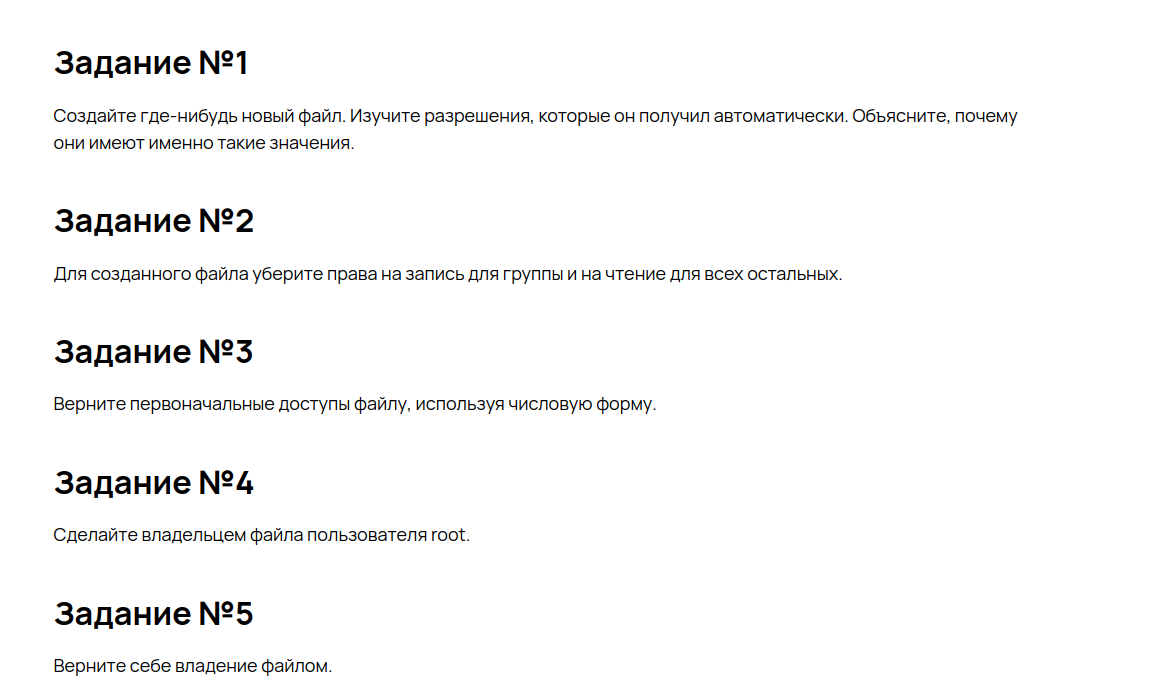 Задание №1
Создайте где-нибудь новый файл. Изучите разрешения, которые он получил автоматически. Объясните, почему
они имеют именно такие значения.
Задание №2
Для созданного файла уберите права на запись для группы и на чтение для всех остальных.
Задание №3
Верните первоначальные доступы файлу, используя числовую форму.
Задание №4
Сделайте владельцем файла пользователя root.
Задание №5
Верните себе владение файлом.